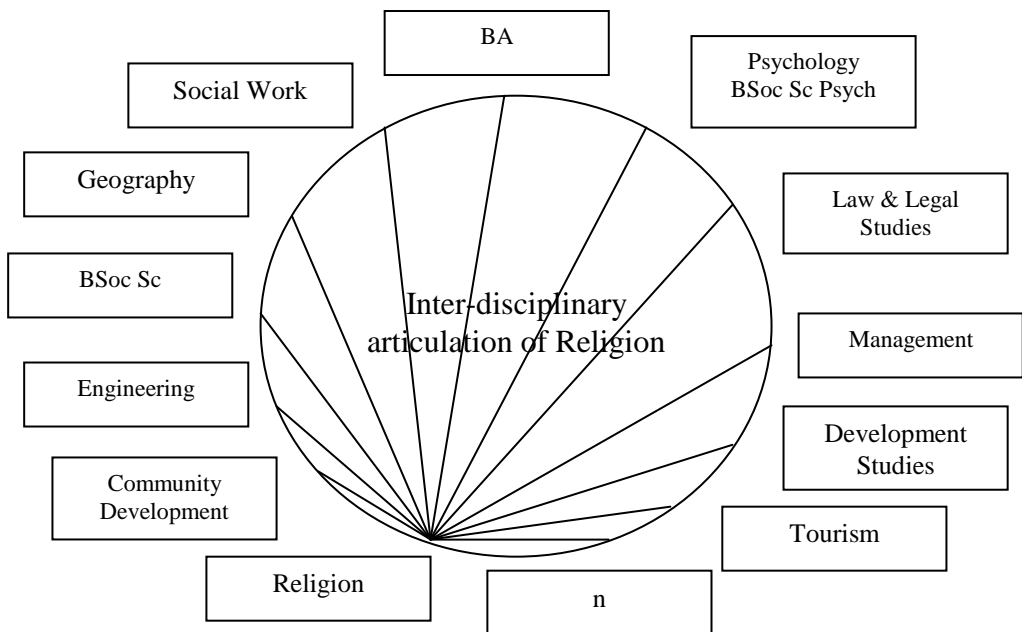 BA
Psychology
BSoc Sc Psych
Social Work
Geography
Law & Legal
Studies
BSoc Sc
Inter-disciplinary
articulation of Religion
Management
Engineering
Development
Studies
Community
Development
Tourism
Religion
n